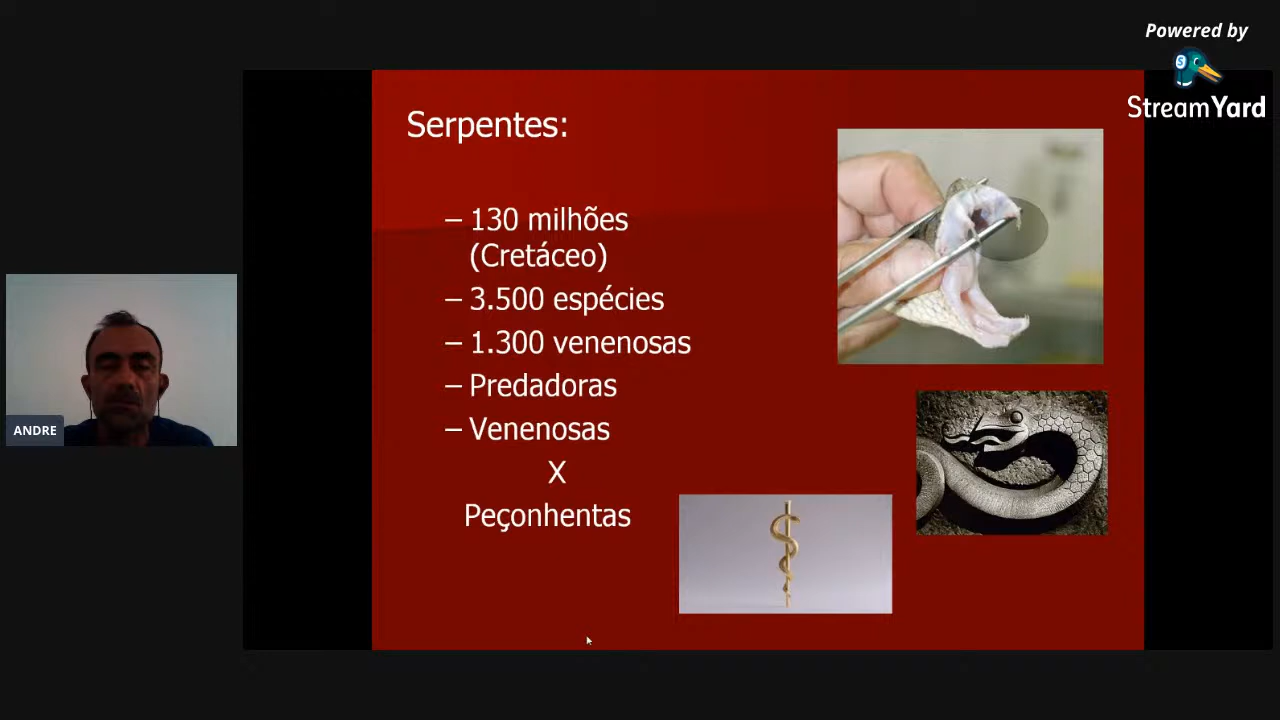 Powered by
StreamYard
Serpentes:
– 130 milhões
(Cretáceo)
– 3.500 espécies
– 1.300 venenosas
– Predadoras
– Venenosas
X
Peçonhentas
ANDRE